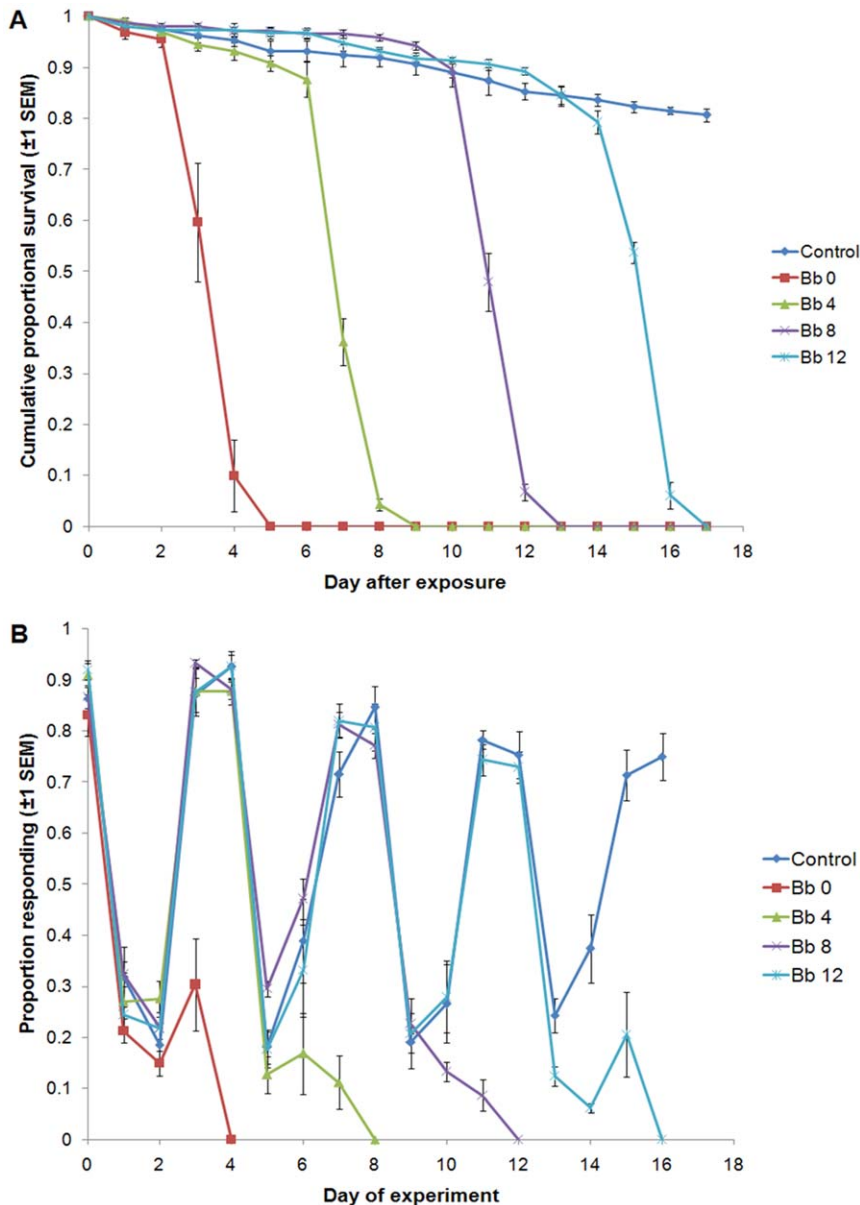 A
Cumulative proportional survival (±1 SEM)
1
0.9
0.8
0.7
0.6
0.5
0.4
0.3
0.2
0.1
0
0 2 4 6 8 10 12 14 16 18
Day after exposure
Control
Bb 0
Bb 4
Bb 8
Bb 12
B
Proportion responding (±1 SEM)
1
0.9
0.8
0.7
0.6
0.5
0.4
0.3
0.2
0.1
0
0 2 4 6 8 10 12 14 16 18
Day of experiment
Control
Bb 0
Bb 4
Bb 8
Bb 12